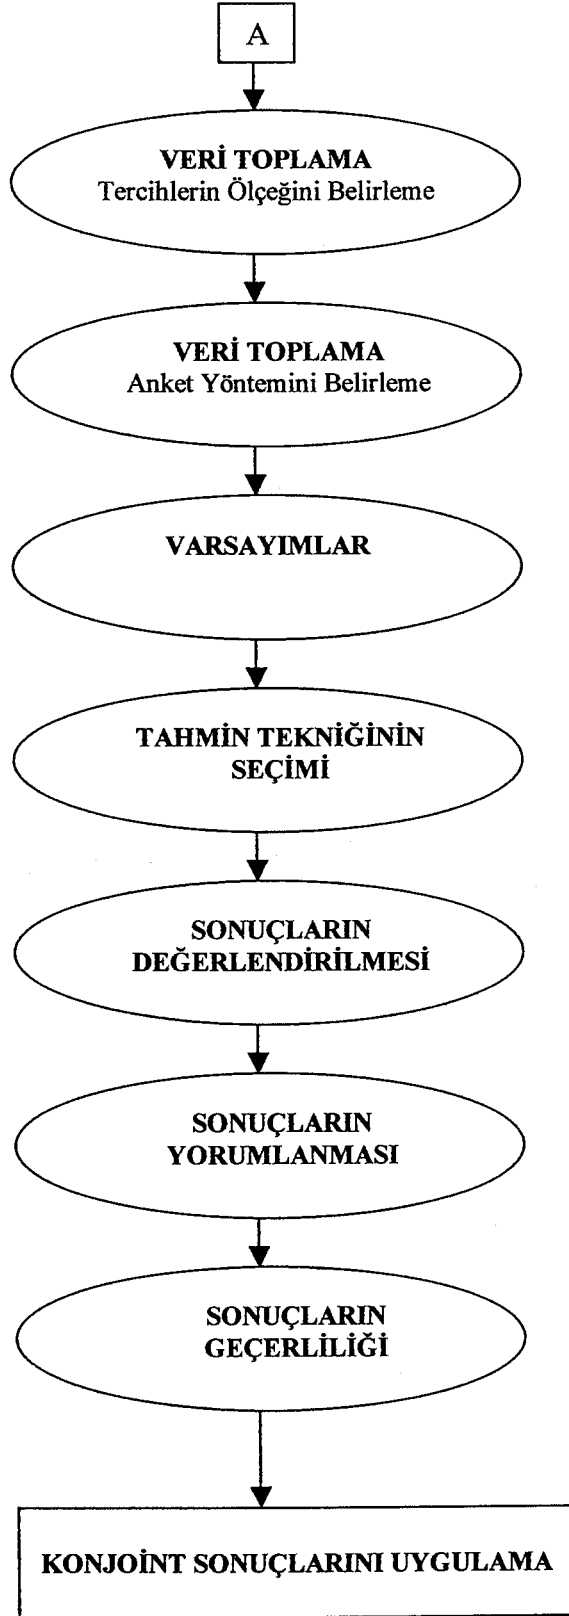 A
VERİ TOPLAMA
Tercihlerin Ölçeğini Belirleme
VERİ TOPLAMA
Anket Yöntemini Belirleme
VARSAYIMLAR
TAHMİN TEKNİĞİNİN
SEÇİMİ
SONUÇLARIN
DEĞERLENDİRİLMESİ
SONUÇLARIN
YORUMLANMASI
SONUÇLARIN
GEÇERLİLİĞİ
KONJOİNT SONUÇLARINI UYGULAMA